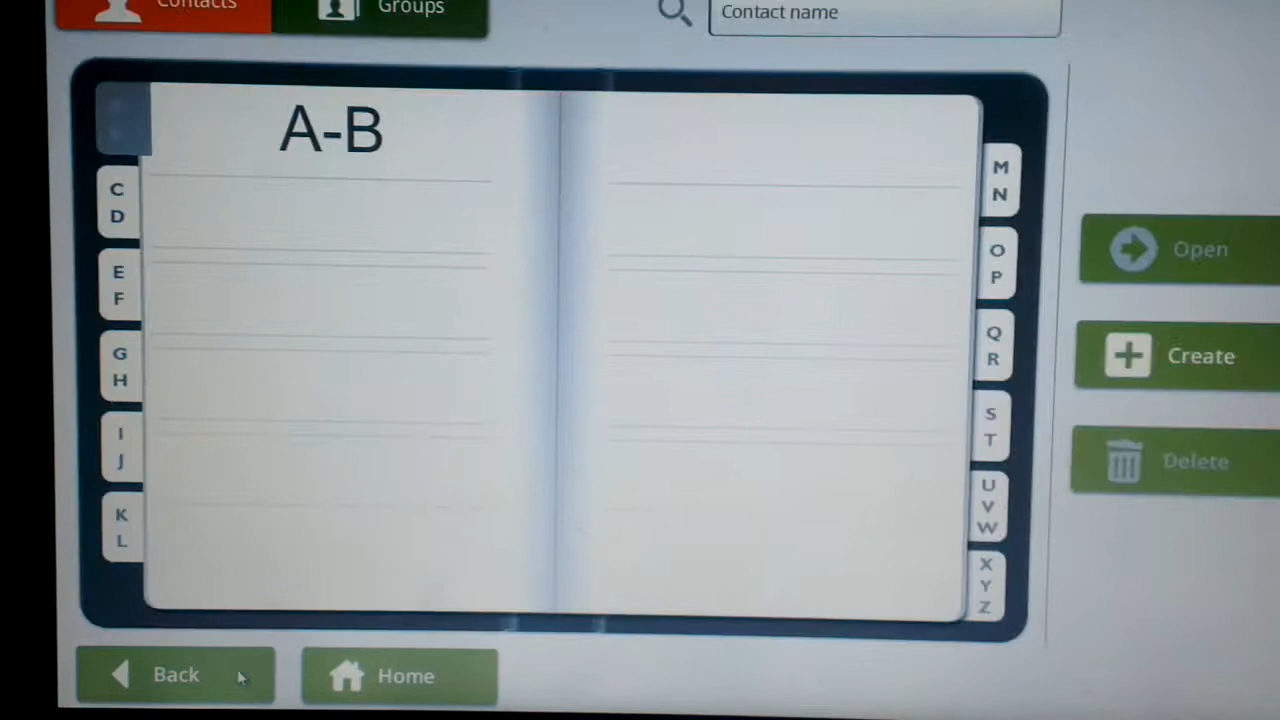 Contacts
Groups
Contact name
A-B
C
D
E
F
G
H
I
J
K
L
M
N
O
P
Q
R
S
T
U
V
W
X
Y
Z
Open
Create
Delete
Back
Home